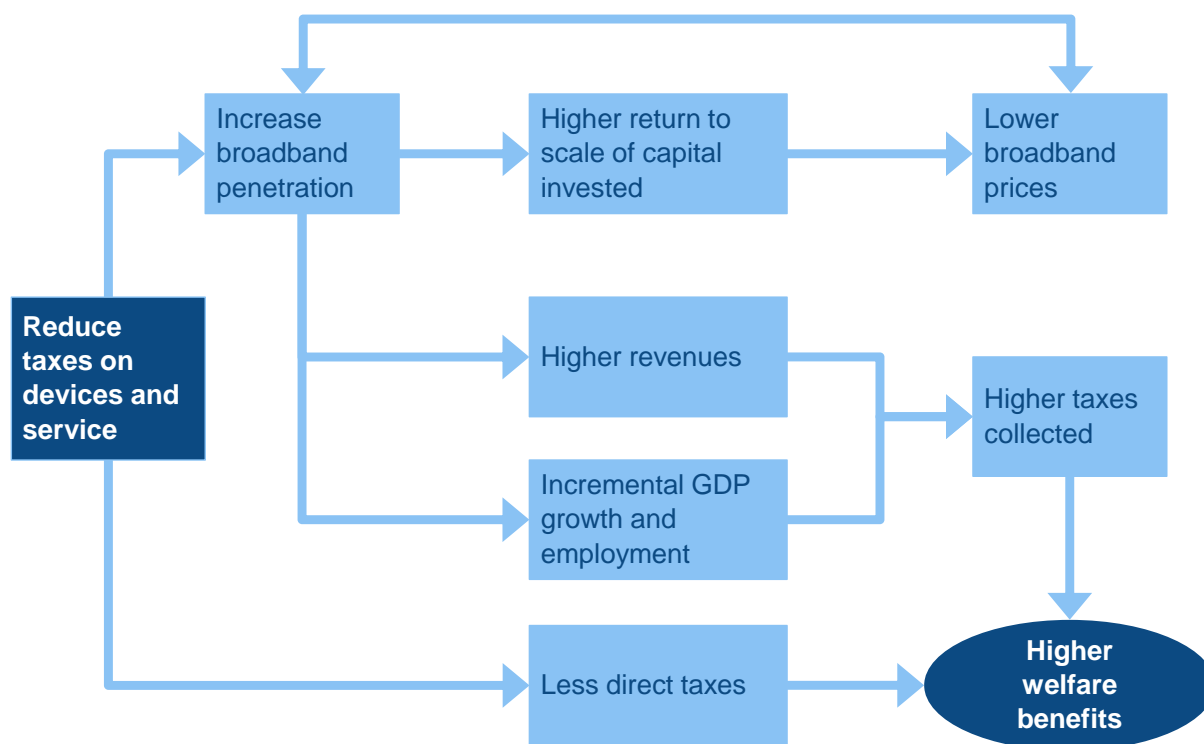 Increase
broadband
penetration
Higher return to
scale of capital
invested
Lower
broadband
prices
Reduce
taxes on
devices and
service
Higher revenues
Higher taxes
collected
Incremental GDP
growth and
employment
Less direct taxes
Higher
welfare
benefits